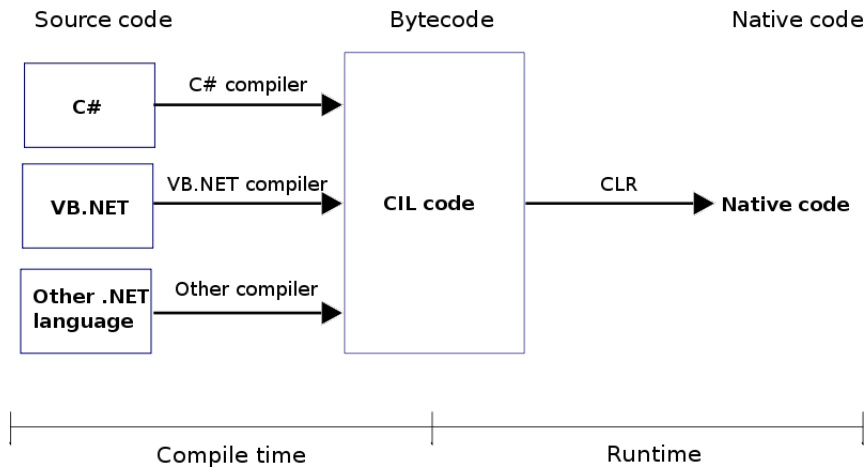 Source code
Bytecode
Native code
C#
C# compiler
VB.NET
VB.NET compiler
CIL code
CLR
Native code
Other .NET
language
Other compiler
Compile time
Runtime